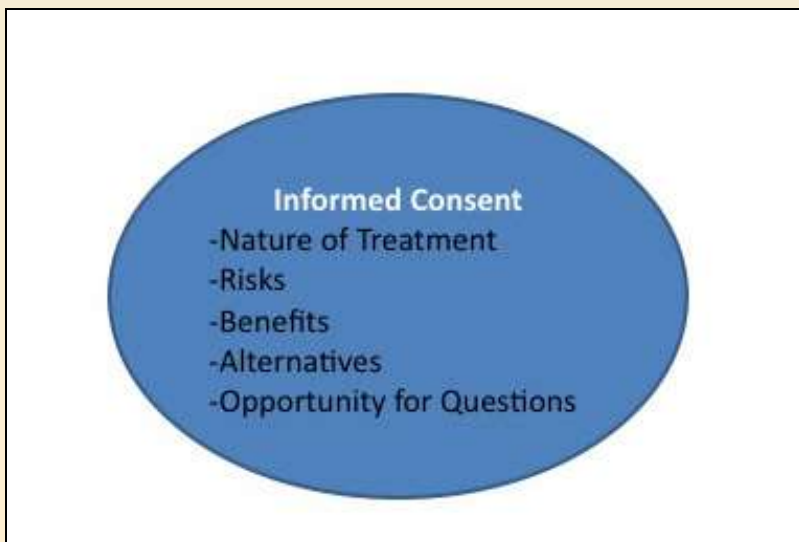 Informed Consent
-Nature of Treatment
-Risks
-Benefits
-Alternatives
-Opportunity for Questions